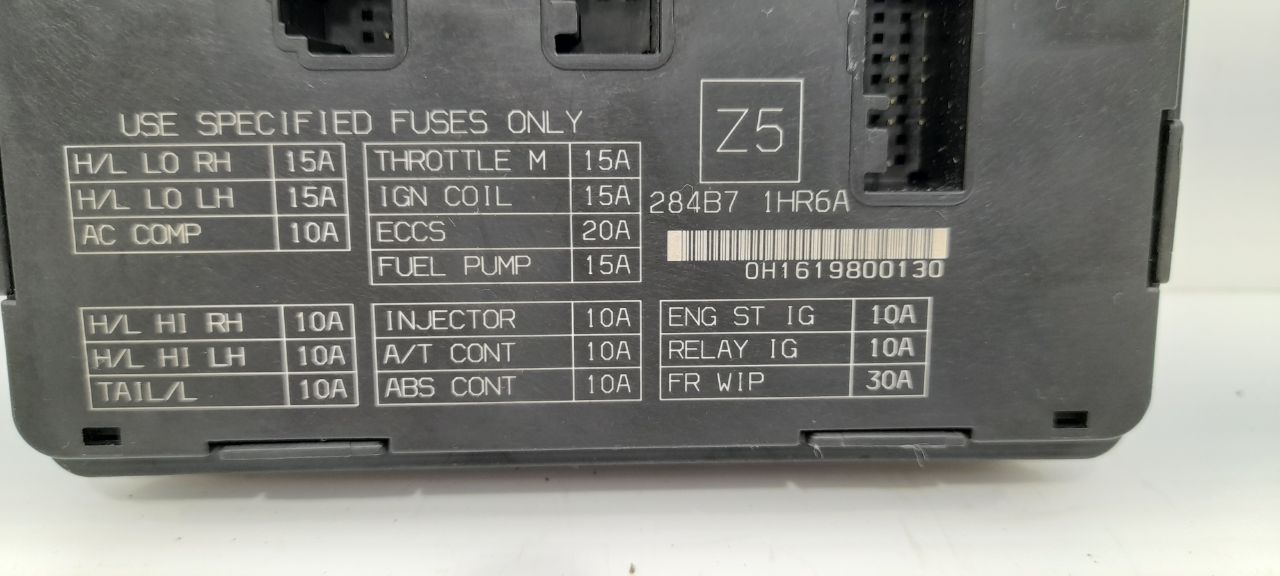 USE SPECIFIED FUSES ONLY
H/L LO RH 15A
H/L LO LH 15A
AC COMP 10A
THROTTLE M 15A
IGN COIL 15A
ECCS 20A
FUEL PUMP 15A
Z5
284B7 1HR6A
0H1619800130
H/L HI RH 10A
H/L HI LH 10A
TAIL/L 10A
INJECTOR 10A
A/T CONT 10A
ABS CONT 10A
ENG ST IG 10A
RELAY IG 10A
FR WIP 30A